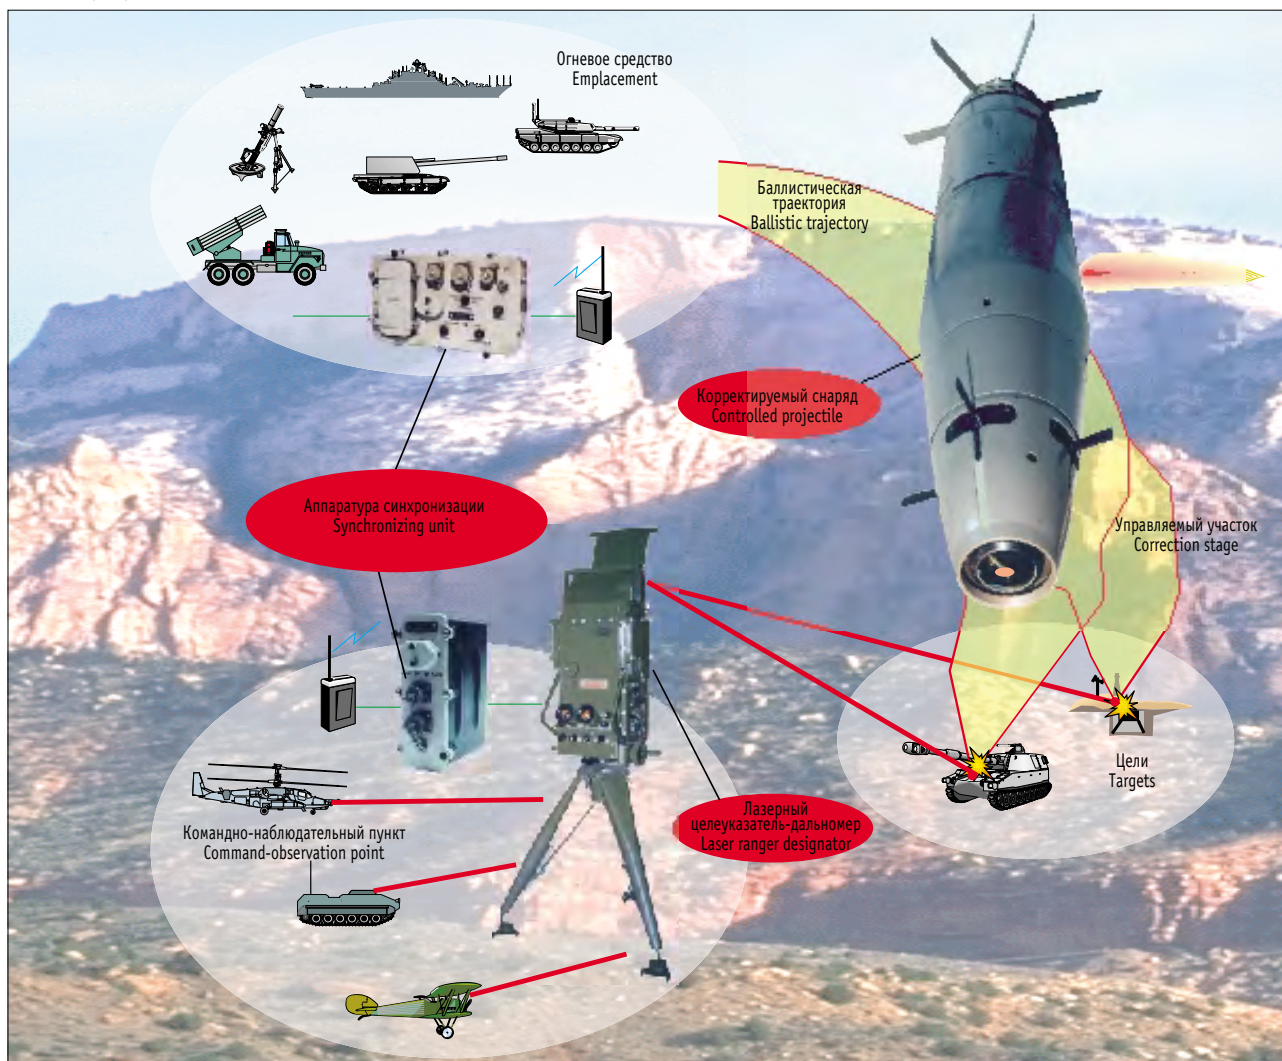 Огневое средство
Emplacement
Баллистическая
траектория
Ballistic trajectory
Корректируемый снаряд
Controlled projectile
Аппаратура синхронизации
Synchronizing unit
Управляемый участок
Correction stage
Цели
Targets
Лазерный
целеуказатель-дальномер
Laser ranger designator
Командно-наблюдательный пункт
Command-observation point